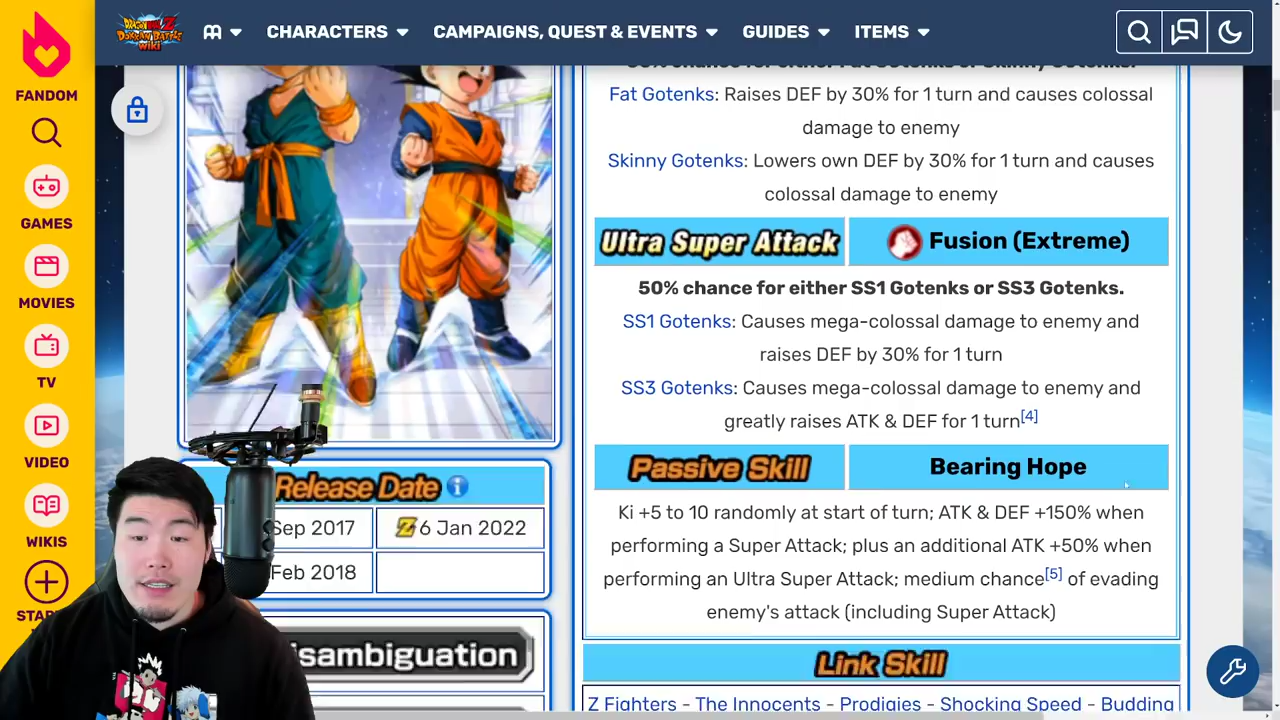 DRAGON BALL Z
DOKKAN BATTLE
WIKI
CHARACTERS
CAMPAIGNS, QUEST & EVENTS
GUIDES
ITEMS
FANDOM
GAMES
MOVIES
TV
VIDEO
WIKIS
Fat Gotenks: Raises DEF by 30% for 1 turn and causes colossal
damage to enemy
Skinny Gotenks: Lowers own DEF by 30% for 1 turn and causes
colossal damage to enemy
Ultra Super Attack
Fusion (Extreme)
50% chance for either SS1 Gotenks or SS3 Gotenks.
SS1 Gotenks: Causes mega-colossal damage to enemy and
raises DEF by 30% for 1 turn
SS3 Gotenks: Causes mega-colossal damage to enemy and
greatly raises ATK & DEF for 1 turn[4]
Passive Skill
Bearing Hope
Ki +5 to 10 randomly at start of turn; ATK & DEF +150% when
performing a Super Attack; plus an additional ATK +50% when
performing an Ultra Super Attack; medium chance[5] of evading
enemy's attack (including Super Attack)
Link Skill
Z Fighters - The Innocents - Prodigies - Shocking Speed - Budding
Release Date
Sep 2017
Z 6 Jan 2022
Feb 2018
isambiguation